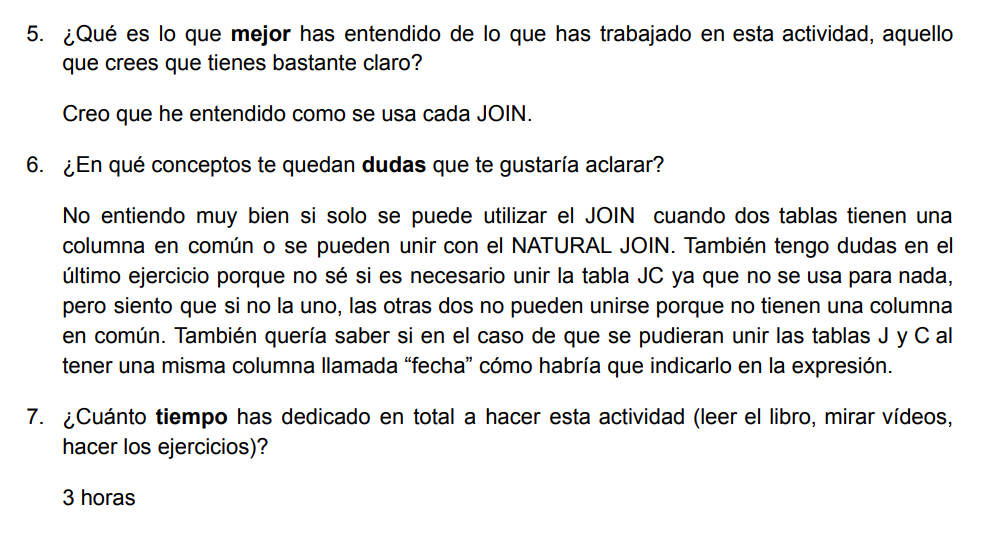 5. ¿Qué es lo que mejor has entendido de lo que has trabajado en esta actividad, aquello
que crees que tienes bastante claro?
Creo que he entendido como se usa cada JOIN.
6. ¿En qué conceptos te quedan dudas que te gustaría aclarar?
No entiendo muy bien si solo se puede utilizar el JOIN cuando dos tablas tienen una
columna en común o se pueden unir con el NATURAL JOIN. También tengo dudas en el
último ejercicio porque no sé si es necesario unir la tabla JC ya que no se usa para nada,
pero siento que si no la uno, las otras dos no pueden unirse porque no tienen una columna
en común. También quería saber si en el caso de que se pudieran unir las tablas J y C al
tener una misma columna llamada “fecha” cómo habría que indicarlo en la expresión.
7. ¿Cuánto tiempo has dedicado en total a hacer esta actividad (leer el libro, mirar vídeos,
hacer los ejercicios)?
3 horas